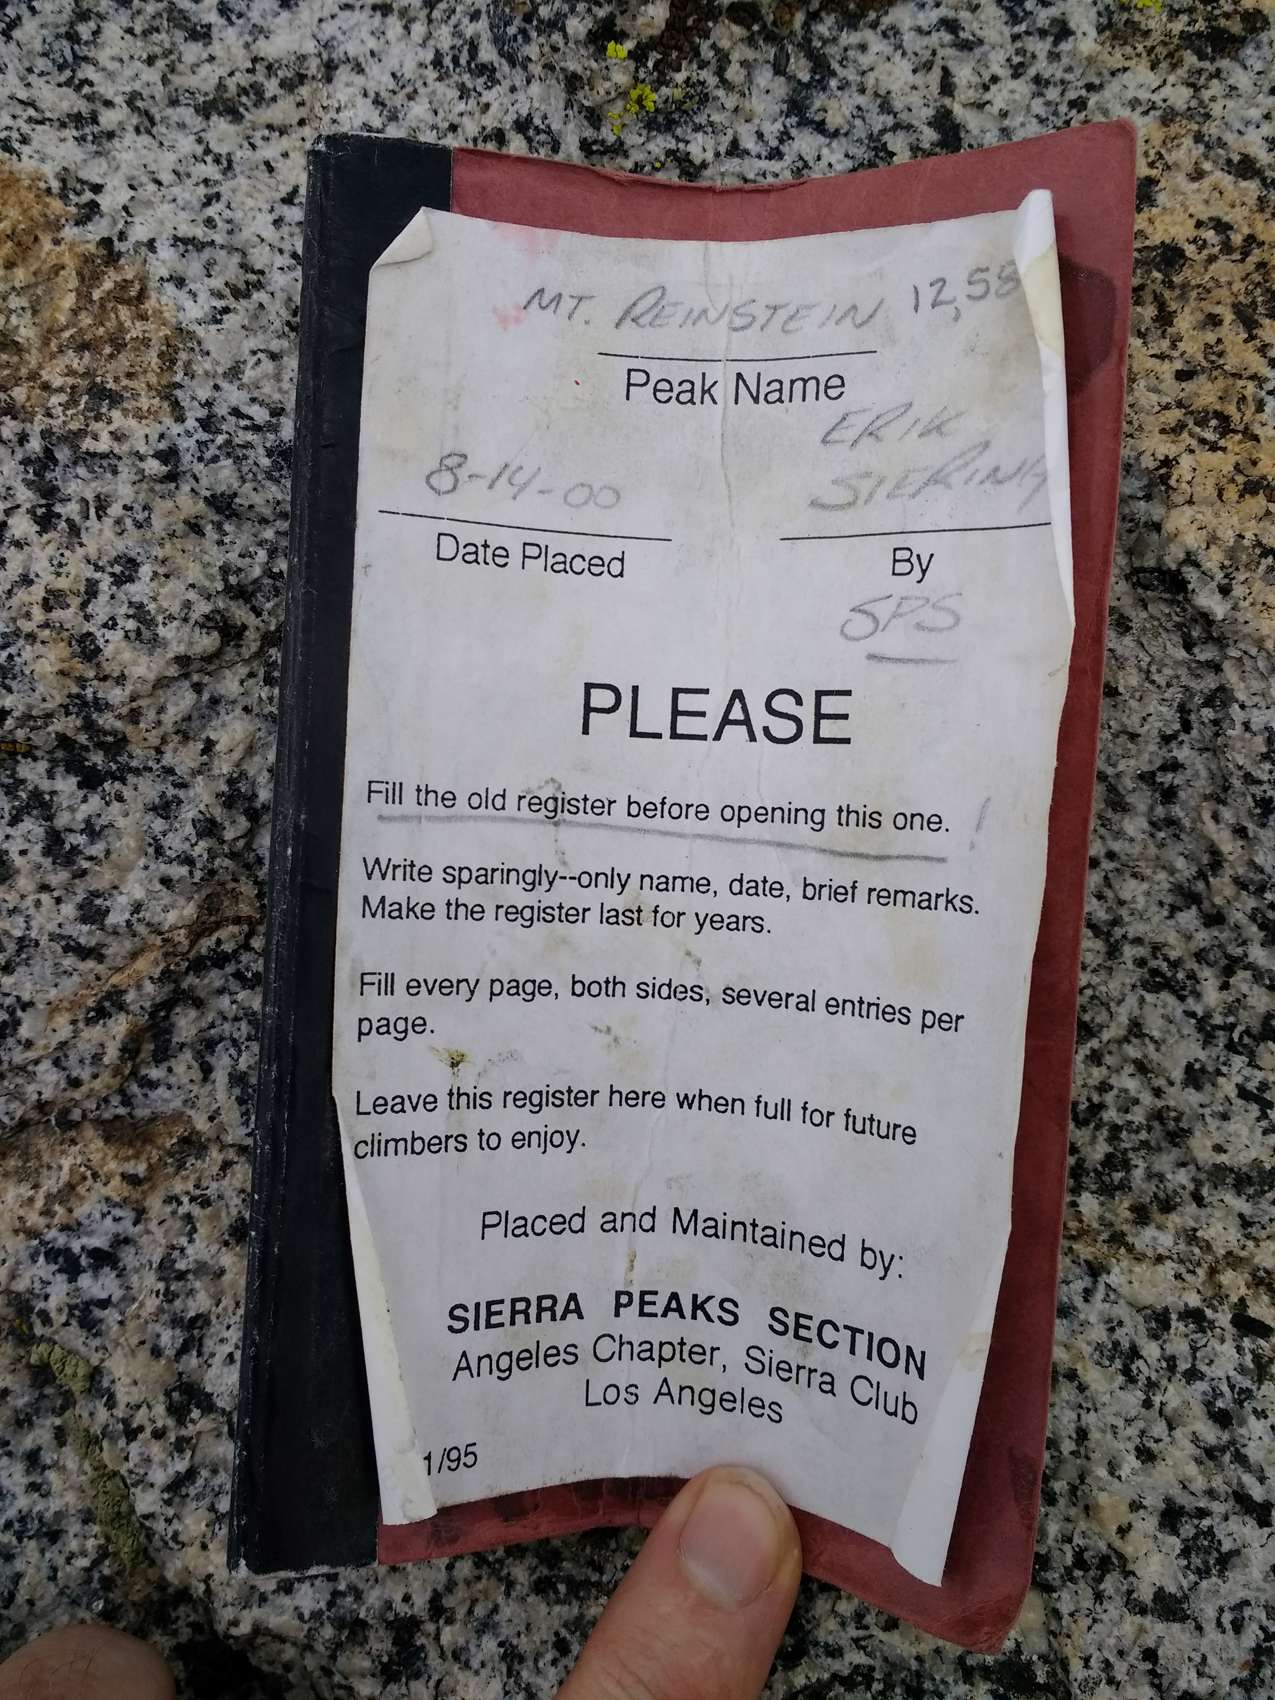 MT. REINSTEIN 12,58
Peak Name
ERIK
8-14-00 SIERING
Date Placed By
SPS
PLEASE
Fill the old register before opening this one. !
Write sparingly--only name, date, brief remarks.
Make the register last for years.
Fill every page, both sides, several entries per
page.
Leave this register here when full for future
climbers to enjoy.
Placed and Maintained by:
SIERRA PEAKS SECTION
Angeles Chapter, Sierra Club
Los Angeles
1/95